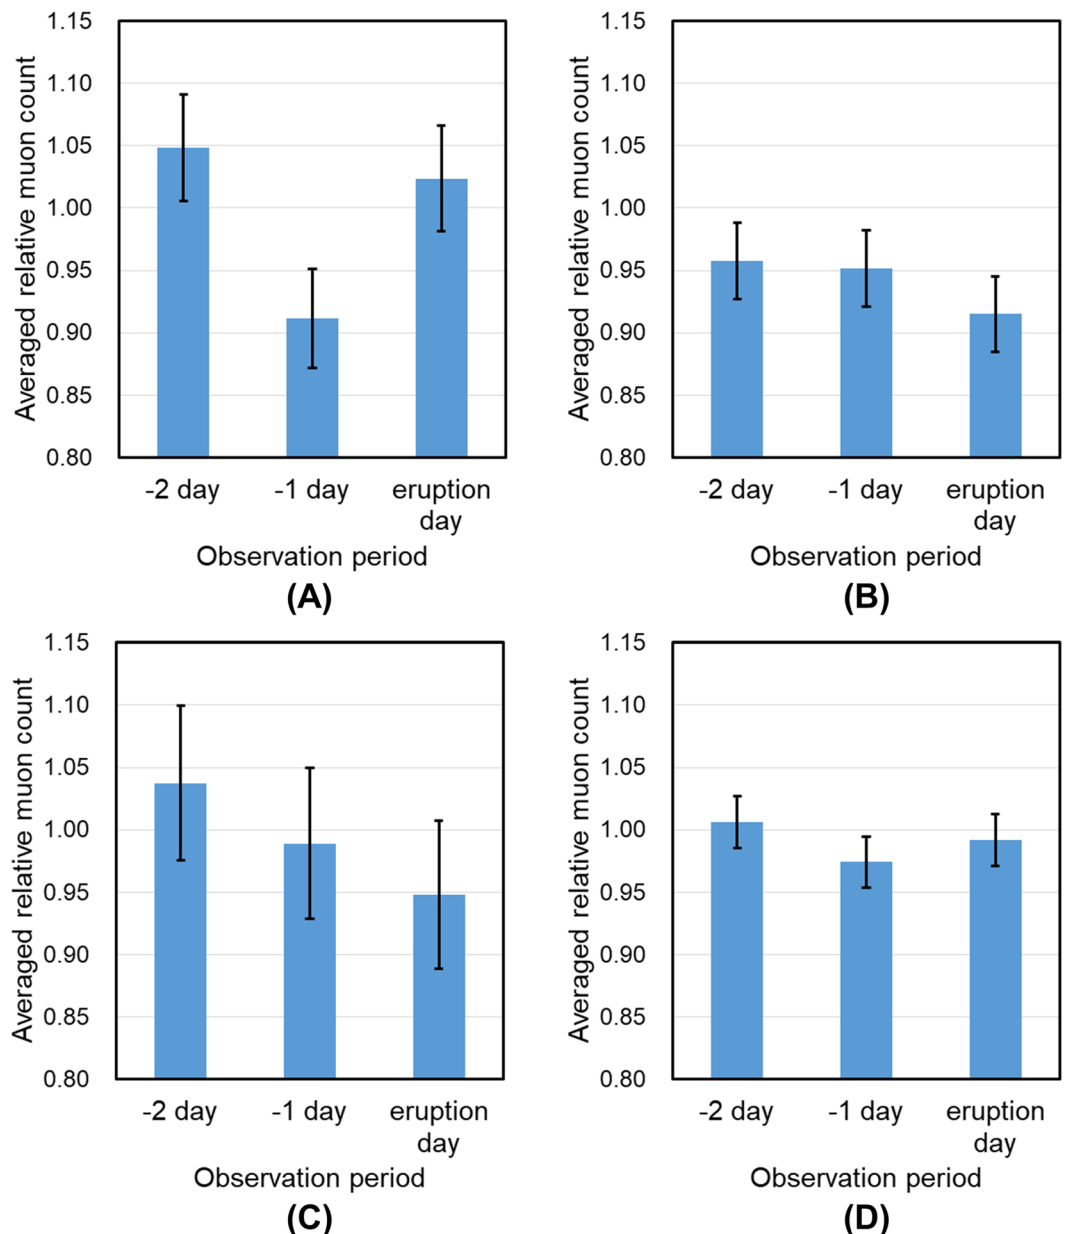 Averaged relative muon count
1.15
1.10
1.05
1.00
0.95
0.90
0.85
0.80
-2 day
-1 day
eruption
day
Observation period
(A)
Averaged relative muon count
1.15
1.10
1.05
1.00
0.95
0.90
0.85
0.80
-2 day
-1 day
eruption
day
Observation period
(B)
Averaged relative muon count
1.15
1.10
1.05
1.00
0.95
0.90
0.85
0.80
-2 day
-1 day
eruption
day
Observation period
(C)
Averaged relative muon count
1.15
1.10
1.05
1.00
0.95
0.90
0.85
0.80
-2 day
-1 day
eruption
day
Observation period
(D)